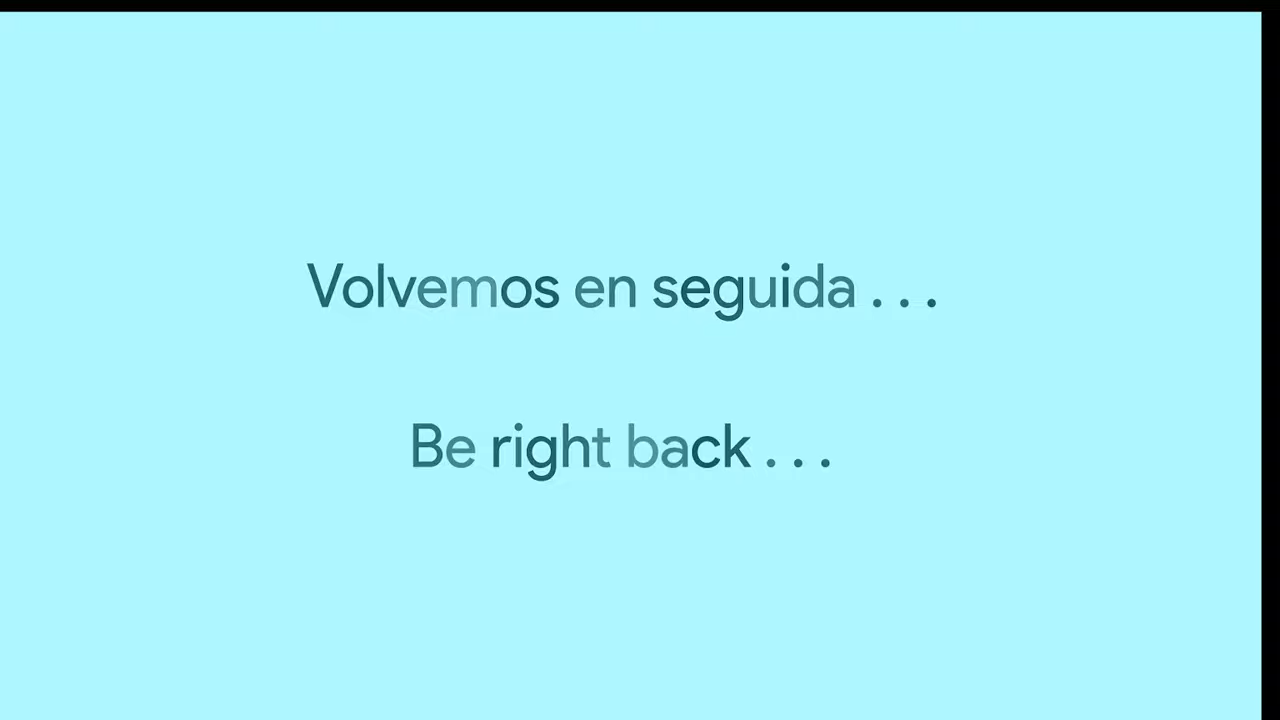 Volvemos en seguida . . .
Be right back . . .